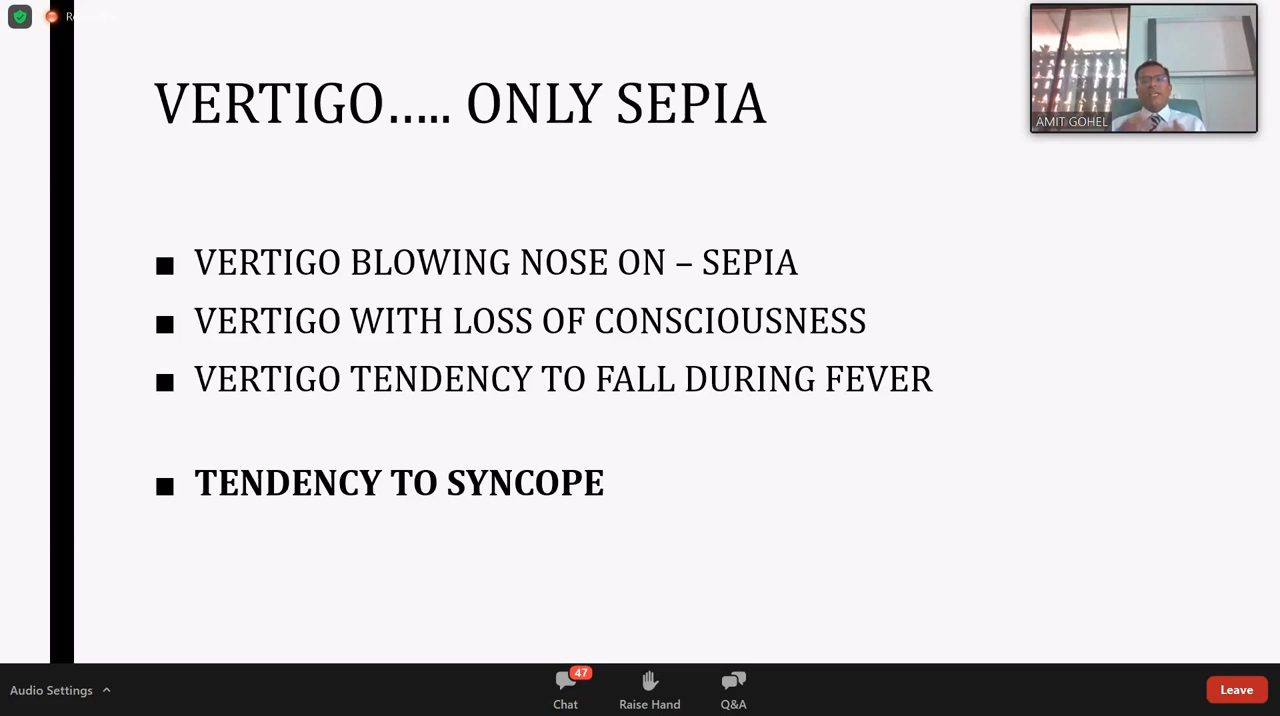 VERTIGO..... ONLY SEPIA
AMIT GOHEL
■ VERTIGO BLOWING NOSE ON – SEPIA
■ VERTIGO WITH LOSS OF CONSCIOUSNESS
■ VERTIGO TENDENCY TO FALL DURING FEVER
■ TENDENCY TO SYNCOPE
Audio Settings
47
Chat
Raise Hand
Q&A
Leave